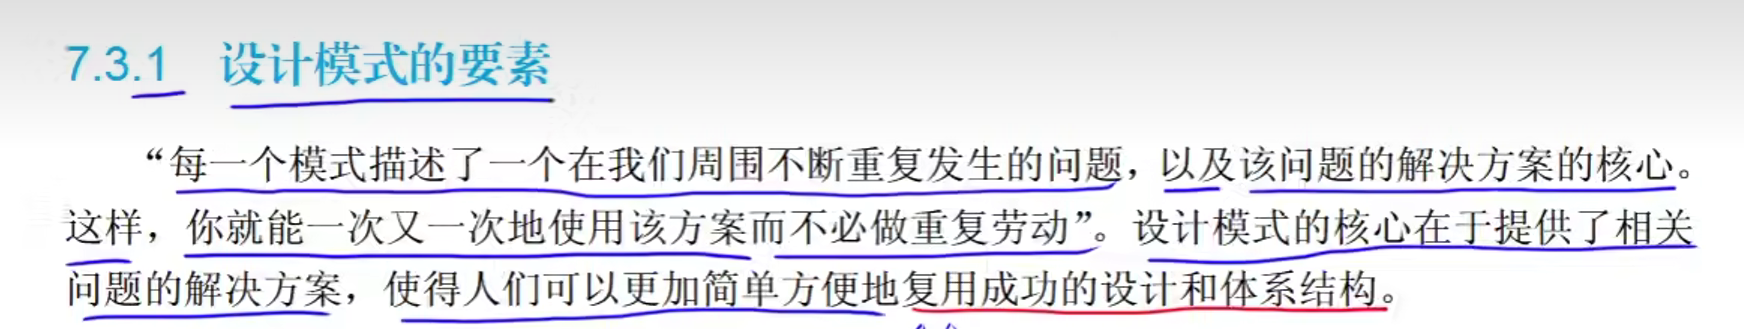 7.3.1 设计模式的要素
“每一个模式描述了一个在我们周围不断重复发生的问题，以及该问题的解决方案的核心。
这样，你就能一次又一次地使用该方案而不必做重复劳动”。设计模式的核心在于提供了相关
问题的解决方案，使得人们可以更加简单方便地复用成功的设计和体系结构。